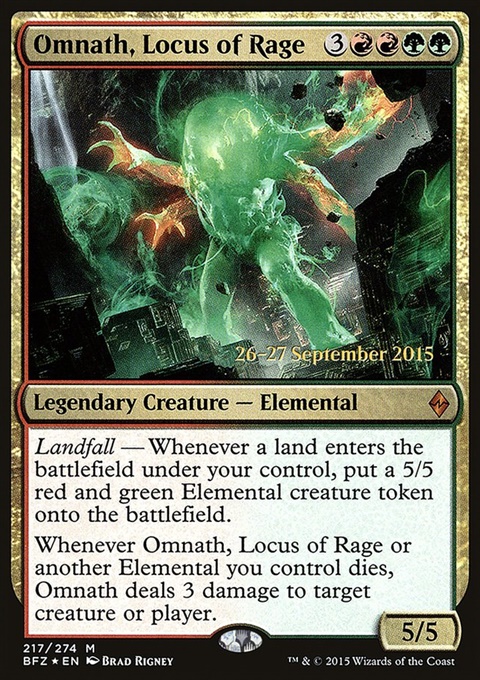 Omnath, Locus of Rage 3
26–27 September 2015
Legendary Creature — Elemental
Landfall — Whenever a land enters the
battlefield under your control, put a 5/5
red and green Elemental creature token
onto the battlefield.
Whenever Omnath, Locus of Rage or
another Elemental you control dies,
Omnath deals 3 damage to target
creature or player.
5/5
217/274 M
BFZ ★ EN Brad Rigney
™ & © 2015 Wizards of the Coast